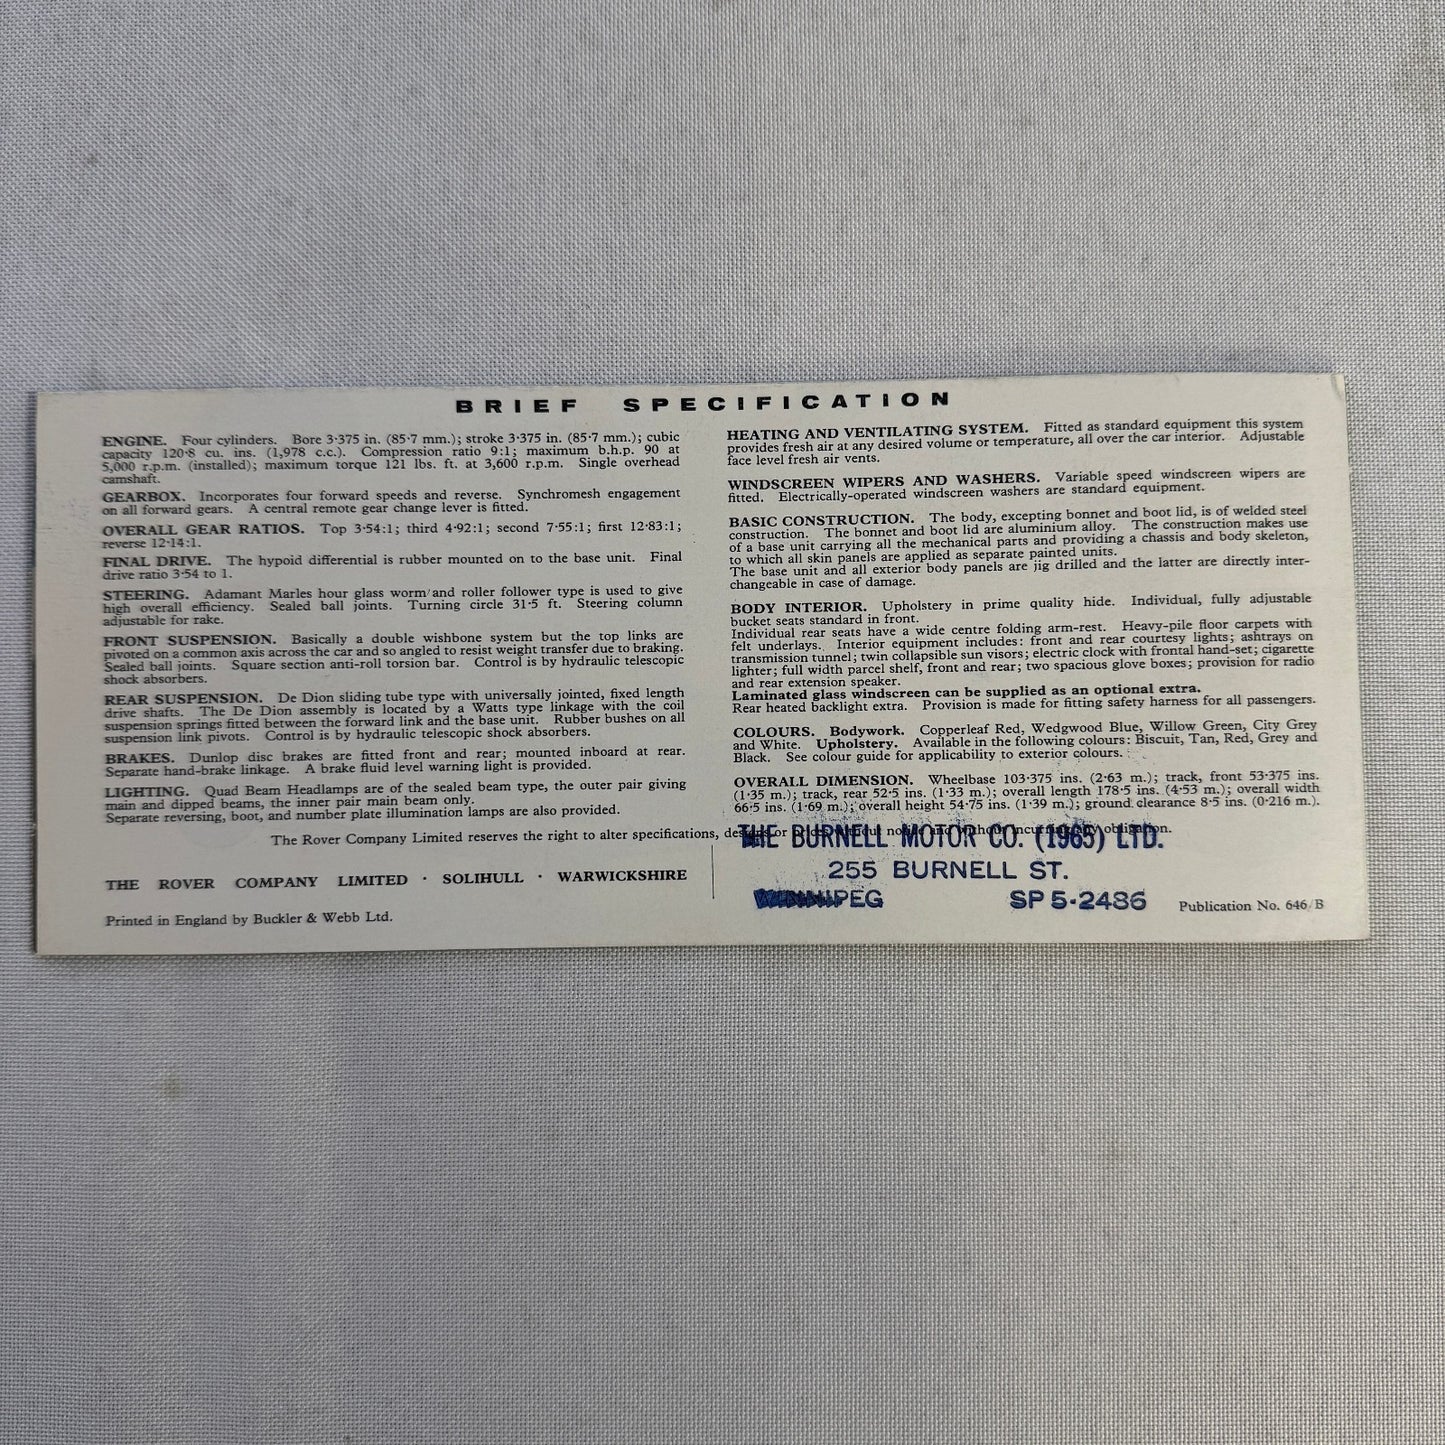 BRIEF SPECIFICATION
ENGINE. Four cylinders. Bore 3·375 in. (85·7 mm.); stroke 3·375 in. (85·7 mm.); cubic
capacity 120·8 cu. ins. (1,978 c.c.). Compression ratio 9:1; maximum b.h.p. 90 at
5,000 r.p.m. (installed); maximum torque 121 lbs. ft. at 3,600 r.p.m. Single overhead
camshaft.
GEARBOX. Incorporates four forward speeds and reverse. Synchromesh engagement
on all forward gears. A central remote gear change lever is fitted.
OVERALL GEAR RATIOS. Top 3·54:1; third 4·92:1; second 7·55:1; first 12·83:1;
reverse 12·14:1.
FINAL DRIVE. The hypoid differential is rubber mounted on to the base unit. Final
drive ratio 3·54 to 1.
STEERING. Adamant Marles hour glass worm and roller follower type is used to give
high overall efficiency. Sealed ball joints. Turning circle 31·5 ft. Steering column
adjustable for rake.
FRONT SUSPENSION. Basically a double wishbone system but the top links are
pivoted on a common axis across the car and so angled to resist weight transfer due to braking.
Sealed ball joints. Square section anti-roll torsion bar. Control is by hydraulic telescopic
shock absorbers.
REAR SUSPENSION. De Dion sliding tube type with universally jointed, fixed length
drive shafts. The De Dion assembly is located by a Watts type linkage with the coil
suspension springs fitted between the forward link and the base unit. Rubber bushes on all
suspension link pivots. Control is by hydraulic telescopic shock absorbers.
BRAKES. Dunlop disc brakes are fitted front and rear; mounted inboard at rear.
Separate hand-brake linkage. A brake fluid level warning light is provided.
LIGHTING. Quad Beam Headlamps are of the sealed beam type, the outer pair giving
main and dipped beams, the inner pair main beam only.
Separate reversing, boot, and number plate illumination lamps are also provided.
HEATING AND VENTILATING SYSTEM. Fitted as standard equipment this system
provides fresh air at any desired volume or temperature, all over the car interior. Adjustable
face level fresh air vents.
WINDSCREEN WIPERS AND WASHERS. Variable speed windscreen wipers are
fitted. Electrically-operated windscreen washers are standard equipment.
BASIC CONSTRUCTION. The body, excepting bonnet and boot lid, is of welded steel
construction. The bonnet and boot lid are aluminium alloy. The construction makes use
of a base unit carrying all the mechanical parts and providing a chassis and body skeleton,
to which all skin panels are applied as separate painted units.
The base unit and all exterior body panels are jig drilled and the latter are directly inter-
changeable in case of damage.
BODY INTERIOR. Upholstery in prime quality hide. Individual, fully adjustable
bucket seats standard in front.
Individual rear seats have a wide centre folding arm-rest. Heavy-pile floor carpets with
felt underlays. Interior equipment includes: front and rear courtesy lights; ashtrays on
transmission tunnel; twin collapsible sun visors; electric clock with frontal hand-set; cigarette
lighter; full width parcel shelf, front and rear; two spacious glove boxes; provision for radio
and rear extension speaker.
Laminated glass windscreen can be supplied as an optional extra.
Rear heated backlight extra. Provision is made for fitting safety harness for all passengers.
COLOURS. Bodywork. Copperleaf Red, Wedgwood Blue, Willow Green, City Grey
and White. Upholstery. Available in the following colours: Biscuit, Tan, Red, Grey and
Black. See colour guide for applicability to exterior colours.
OVERALL DIMENSION. Wheelbase 103·375 ins. (2·63 m.); track, front 53·375 ins.
(1·35 m.); track, rear 52·5 ins. (1·33 m.); overall length 178·5 ins. (4·53 m.); overall width
66·5 ins. (1·69 m.); overall height 54·75 ins. (1·39 m.); ground clearance 8·5 ins. (0·216 m.).
The Rover Company Limited reserves the right to alter specifications, designs or prices without notice and without incurring any obligation.
THE BURNELL MOTOR CO. (1965) LTD.
255 BURNELL ST.
WINNIPEG SP 5-2486
THE ROVER COMPANY LIMITED · SOLIHULL · WARWICKSHIRE
Printed in England by Buckler & Webb Ltd.
Publication No. 646/B